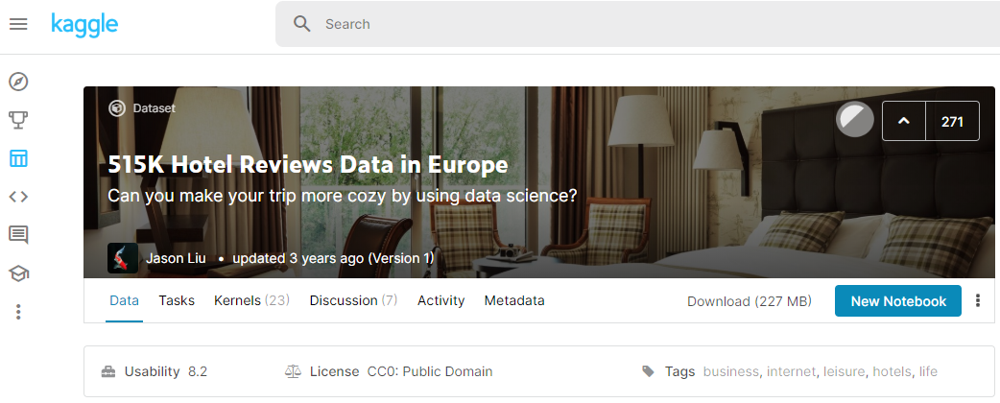 kaggle
Search
Dataset
271
515K Hotel Reviews Data in Europe
Can you make your trip more cozy by using data science?
Jason Liu • updated 3 years ago (Version 1)
Data Tasks Kernels (23) Discussion (7) Activity Metadata Download (227 MB) New Notebook
Usability 8.2 License CC0: Public Domain Tags business, internet, leisure, hotels, life